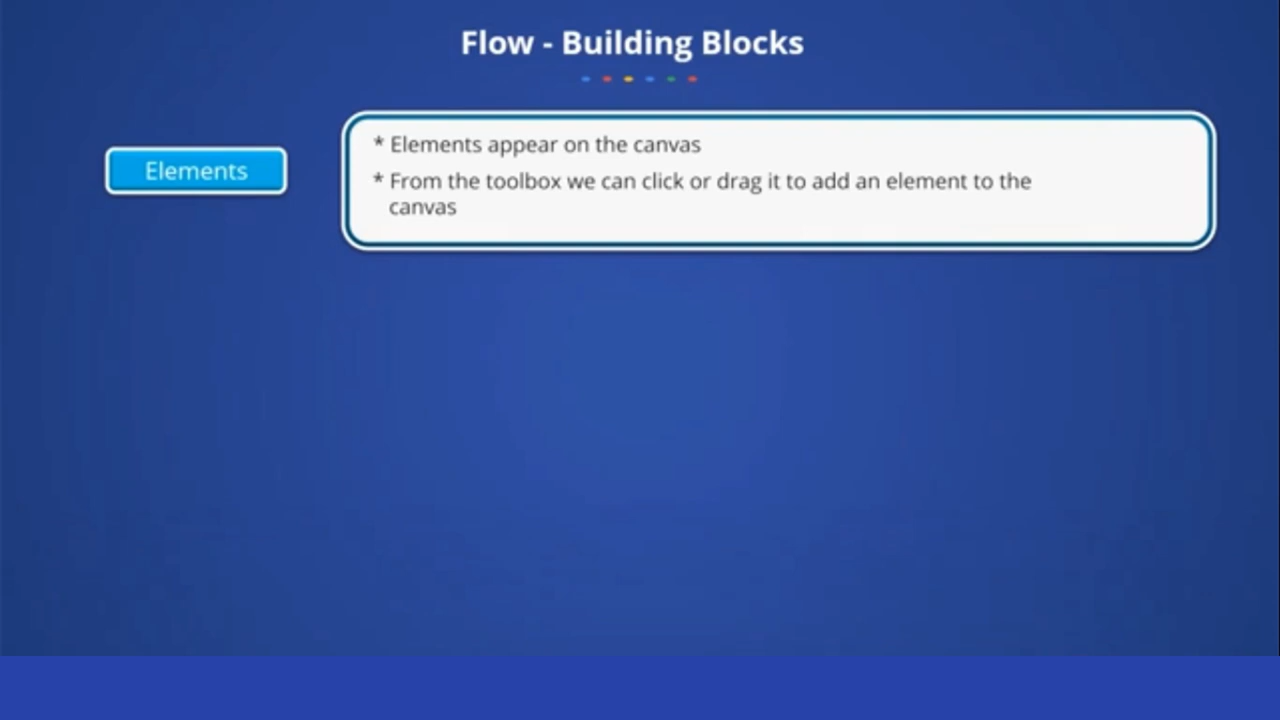 Flow - Building Blocks
Elements
* Elements appear on the canvas
* From the toolbox we can click or drag it to add an element to the
canvas